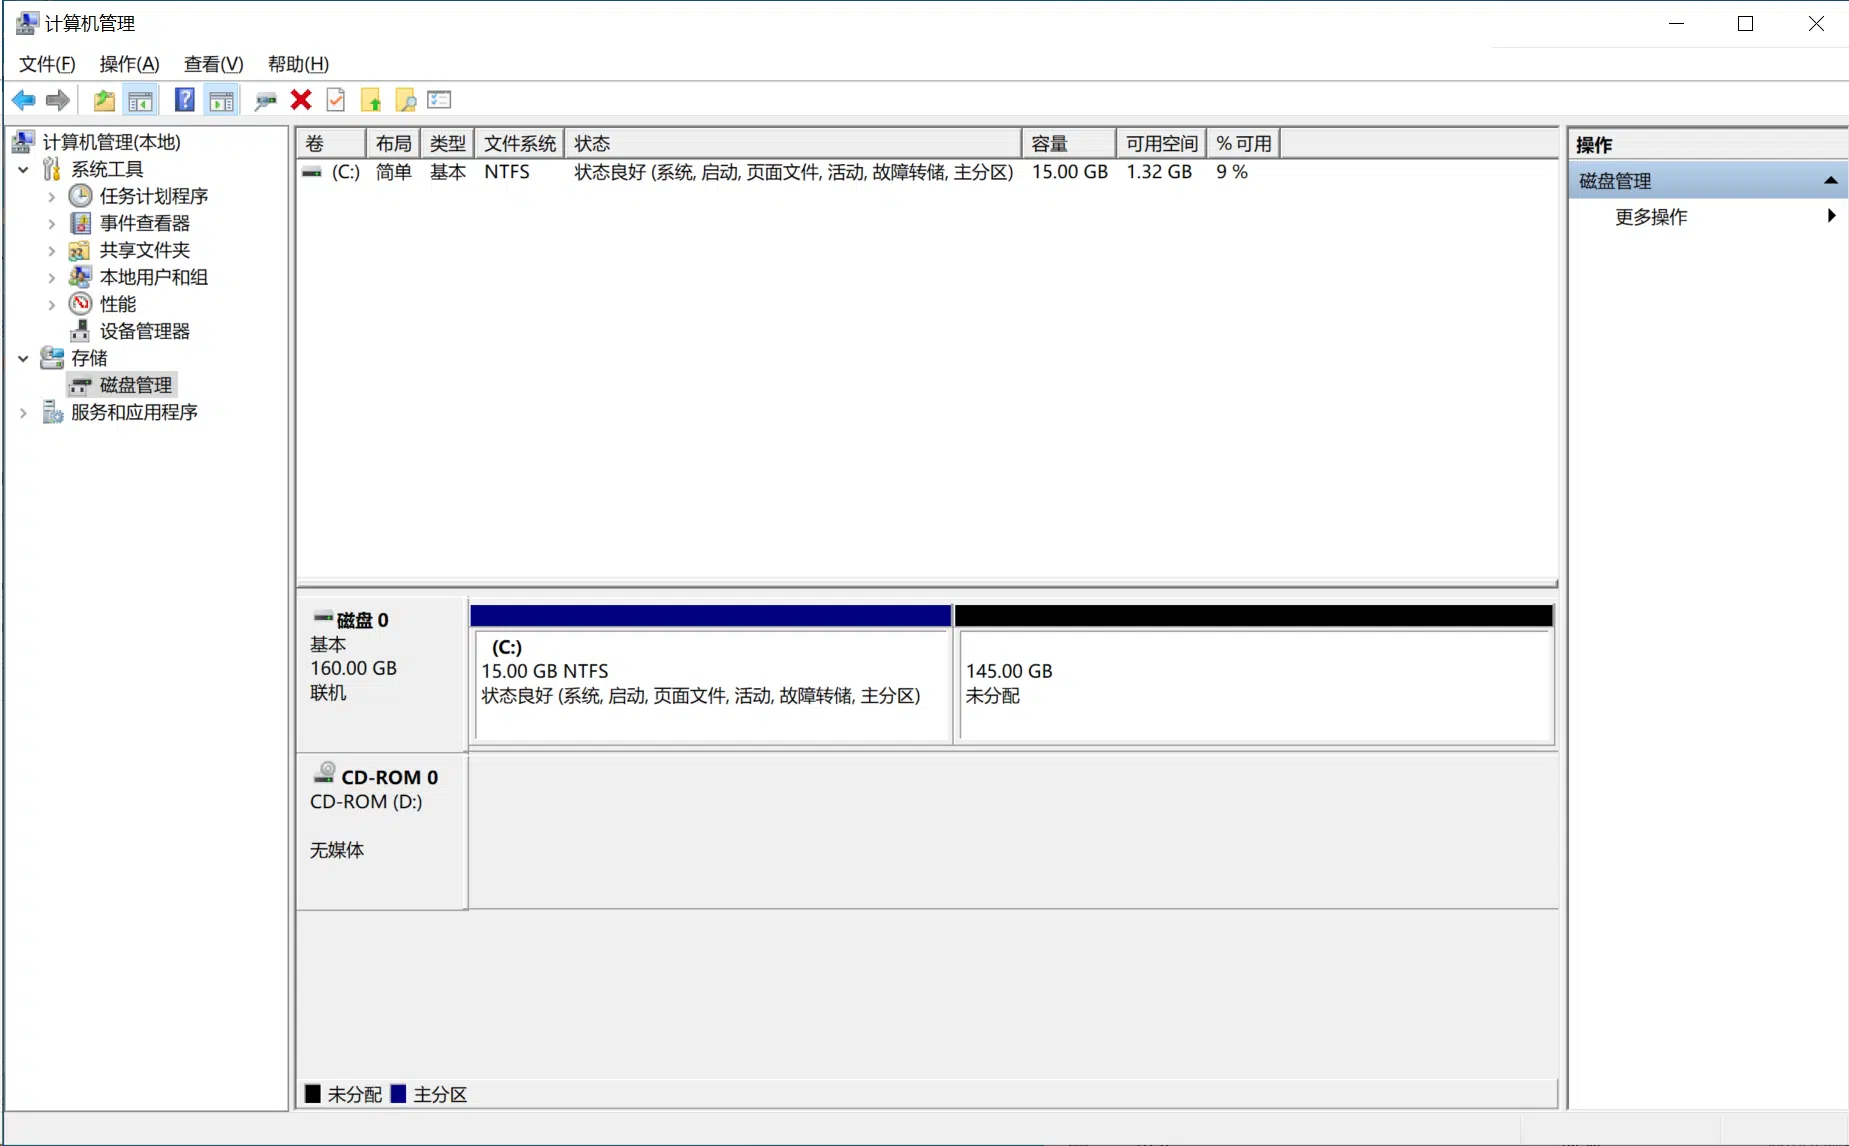 计算机管理
文件(F) 操作(A) 查看(V) 帮助(H)
计算机管理(本地)
系统工具
任务计划程序
事件查看器
共享文件夹
本地用户和组
性能
设备管理器
存储
磁盘管理
服务和应用程序
卷 布局 类型 文件系统 状态 容量 可用空间 % 可用
(C:) 简单 基本 NTFS 状态良好 (系统, 启动, 页面文件, 活动, 故障转储, 主分区) 15.00 GB 1.32 GB 9 %
磁盘 0
基本
160.00 GB
联机
(C:)
15.00 GB NTFS
状态良好 (系统, 启动, 页面文件, 活动, 故障转储, 主分区)
145.00 GB
未分配
CD-ROM 0
CD-ROM (D:)
无媒体
未分配 主分区
操作
磁盘管理
更多操作